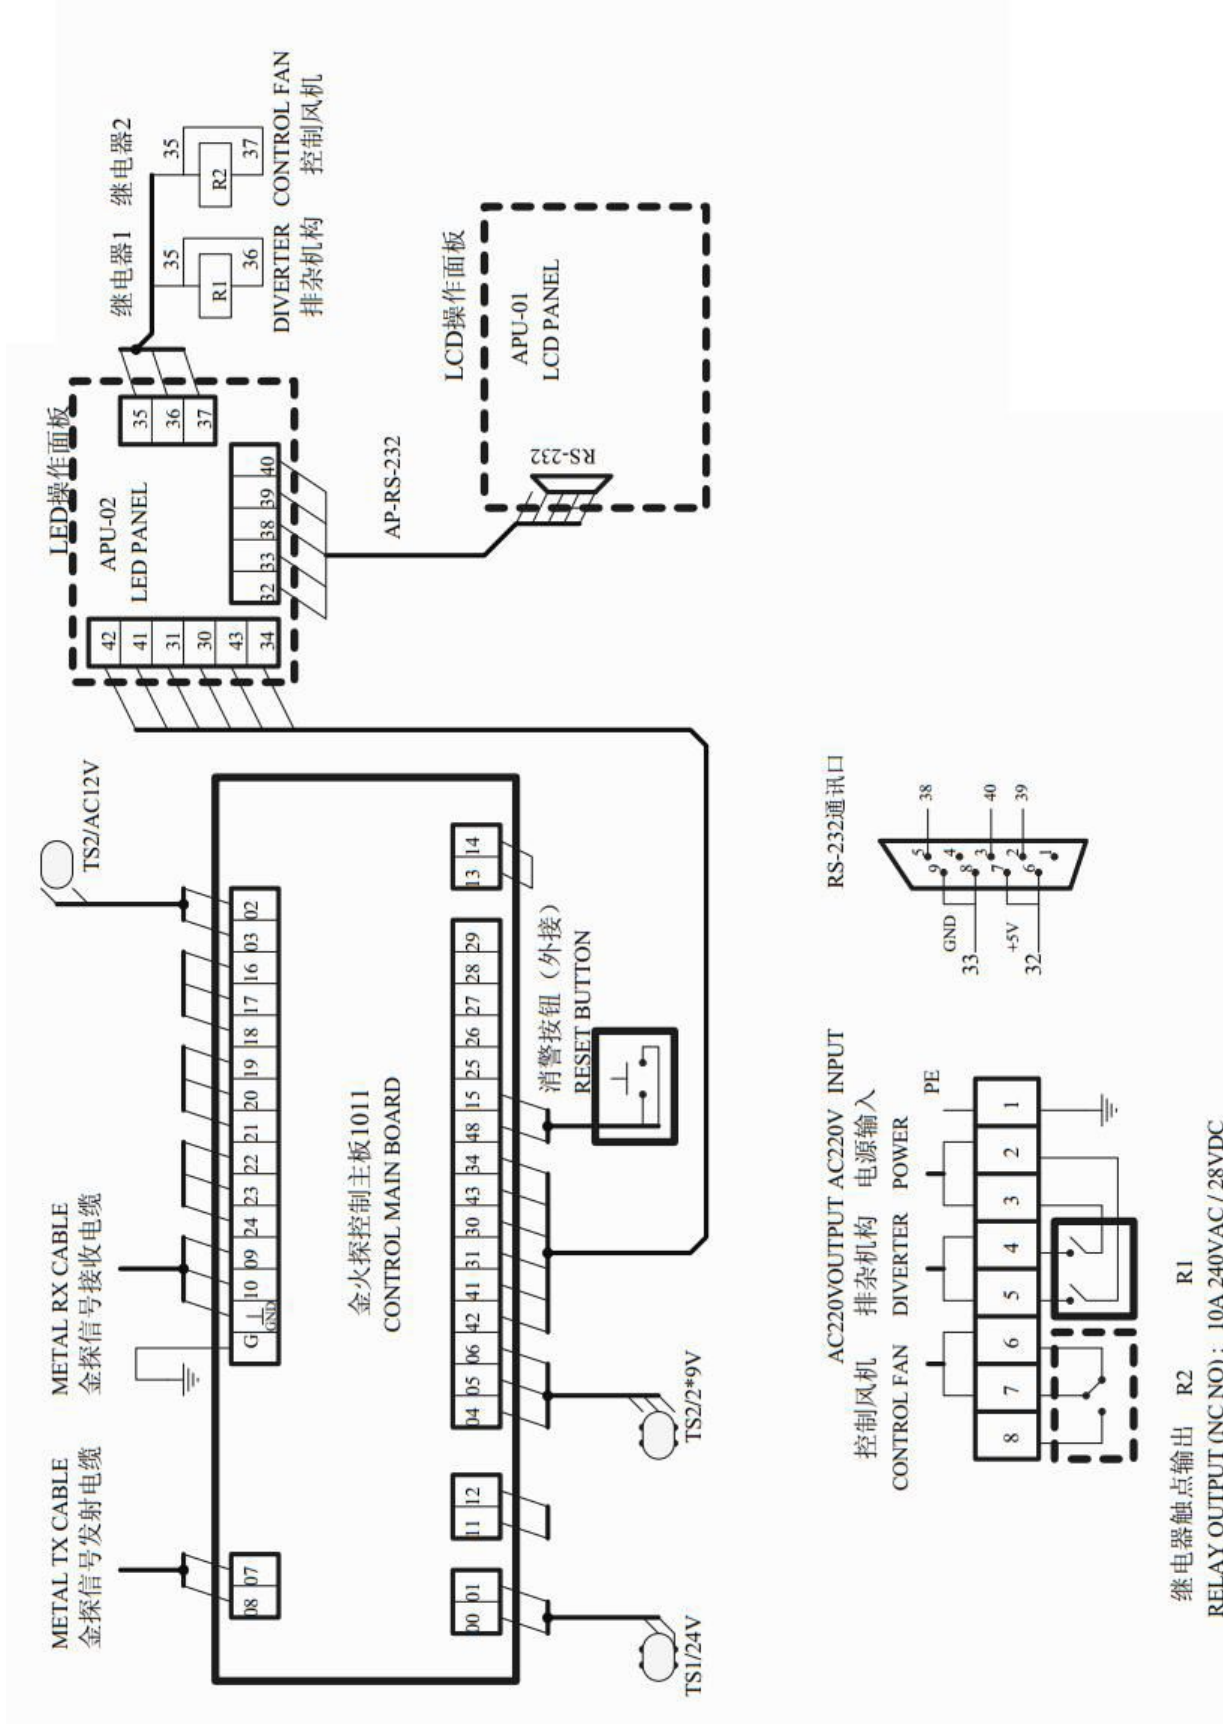 METAL TX CABLE
金探信号发射电缆
METAL RX CABLE
金探信号接收电缆
TS2/AC12V
08 07
G GND 10 09 24 23 22 21 20 19 18 17 16 03 02
金火探控制主板1011
CONTROL MAIN BOARD
00 01
11 12
04 05 06 42 41 31 30 43 34 48 15 25 26 27 28 29
13 14
TS1/24V
TS2/2*9V
消警按钮（外接）
RESET BUTTON
LED操作面板
APU-02
LED PANEL
42
41
31
30
43
34
32 33 38 39 40
35
36
37
继电器1
继电器2
35
R1
36
35
R2
37
DIVERTER
排杂机构
CONTROL FAN
控制风机
AP-RS-232
LCD操作面板
APU-01
LCD PANEL
RS-232
AC220VOUTPUT
AC220V INPUT
控制风机
排杂机构
电源输入
CONTROL FAN
DIVERTER
POWER
PE
8 7 6 5 4 3 2 1
继电器触点输出
R2
R1
RELAY OUTPUT (NC NO)： 10A 240VAC / 28VDC
RS-232通讯口
5
9
4
8
3
7
2
6
1
38
40
39
GND
33
+5V
32